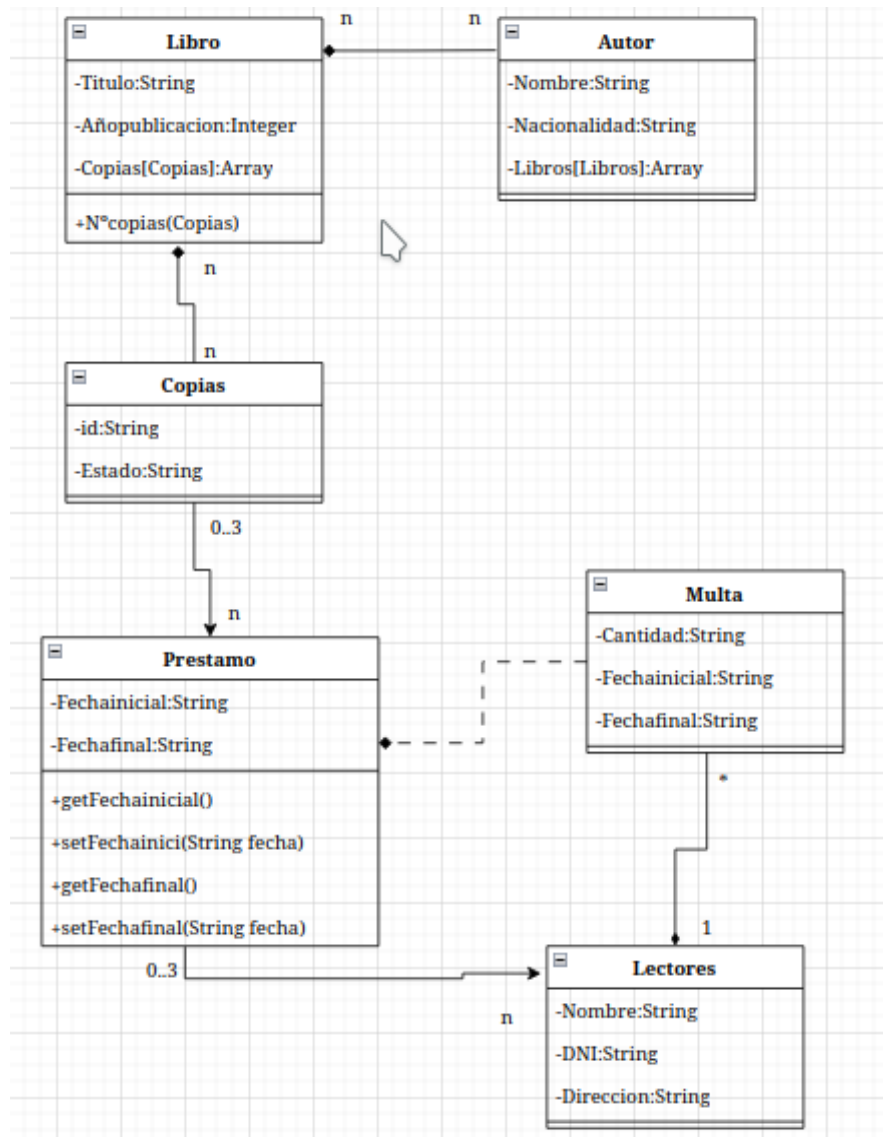 n
n
Libro
-Titulo:String
-Añopublicacion:Integer
-Copias[Copias]:Array
+Nºcopias(Copias)
Autor
-Nombre:String
-Nacionalidad:String
-Libros[Libros]:Array
n
n
Copias
-id:String
-Estado:String
0..3
n
Prestamo
-Fechainicial:String
-Fechafinal:String
+getFechainicial()
+setFechainici(String fecha)
+getFechafinal()
+setFechafinal(String fecha)
Multa
-Cantidad:String
-Fechainicial:String
-Fechafinal:String
*
1
0..3
n
Lectores
-Nombre:String
-DNI:String
-Direccion:String